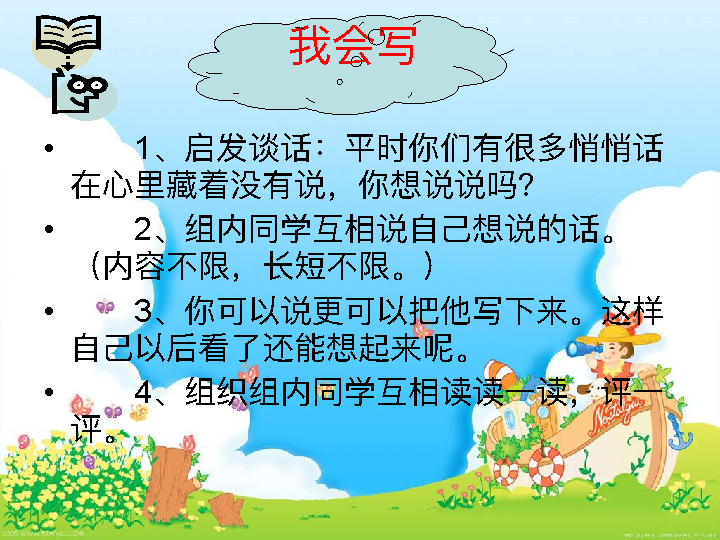 我会写
• 1、启发谈话：平时你们有很多悄悄话
在心里藏着没有说，你想说说吗？
• 2、组内同学互相说自己想说的话。
（内容不限，长短不限。）
• 3、你可以说更可以把他写下来。这样
自己以后看了还能想起来呢。
• 4、组织组内同学互相读读一读，评一
评。
Nostalgia